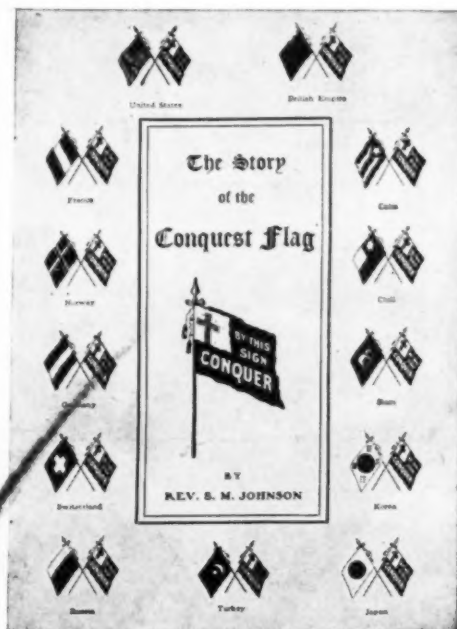 United States
British Empire
France
Cuba
Norway
Chili
Germany
Siam
Switzerland
Korea
Russia
Turkey
Japan
The Story
of the
Conquest Flag
BY THIS
SIGN
CONQUER
BY
REV. S. M. JOHNSON